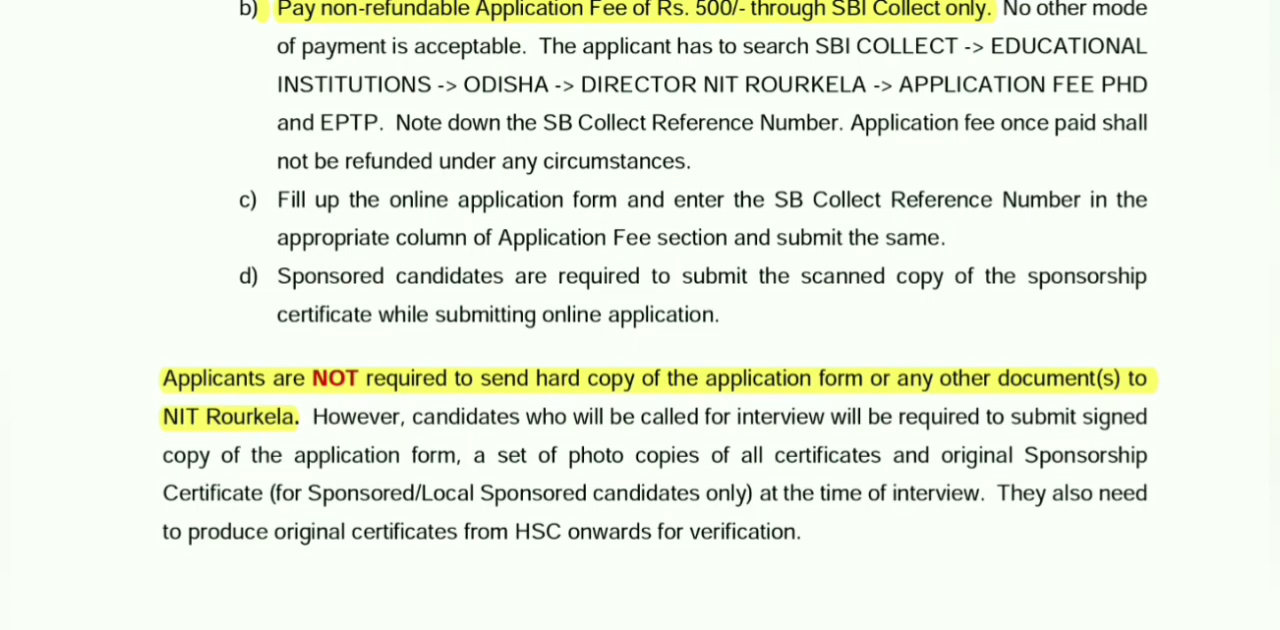 b) Pay non-refundable Application Fee of Rs. 500/- through SBI Collect only. No other mode
of payment is acceptable. The applicant has to search SBI COLLECT -> EDUCATIONAL
INSTITUTIONS -> ODISHA -> DIRECTOR NIT ROURKELA -> APPLICATION FEE PHD
and EPTP. Note down the SB Collect Reference Number. Application fee once paid shall
not be refunded under any circumstances.
c) Fill up the online application form and enter the SB Collect Reference Number in the
appropriate column of Application Fee section and submit the same.
d) Sponsored candidates are required to submit the scanned copy of the sponsorship
certificate while submitting online application.
Applicants are NOT required to send hard copy of the application form or any other document(s) to
NIT Rourkela. However, candidates who will be called for interview will be required to submit signed
copy of the application form, a set of photo copies of all certificates and original Sponsorship
Certificate (for Sponsored/Local Sponsored candidates only) at the time of interview. They also need
to produce original certificates from HSC onwards for verification.